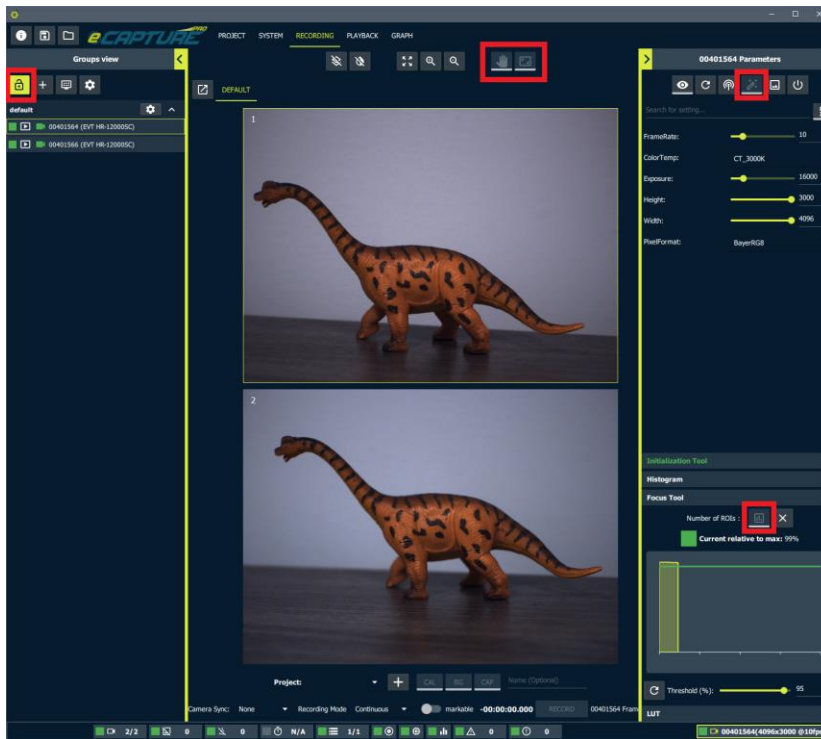 eCAPTURE PRO
PROJECT SYSTEM RECORDING PLAYBACK GRAPH
Groups view
00401564 Parameters
DEFAULT
default
00401564 (EVT HR-12000SC)
00401566 (EVT HR-12000SC)
1
2
Search for setting...
FrameRate: 10
ColorTemp: CT_3000K
Exposure: 16000
Height: 3000
Width: 4096
PixelFormat: BayerRG8
Initialization Tool
Histogram
Focus Tool
Number of ROIs :
Current relative to max: 99%
Threshold (%): 95
LUT
Project: CAL BG CAP Name (Optional)
Camera Sync: None Recording Mode Continuous markable -00:00:00.000 RECORD 00401564 Fram
2/2 0 0 N/A 1/1 0 0 00401564(4096x3000 @10fp